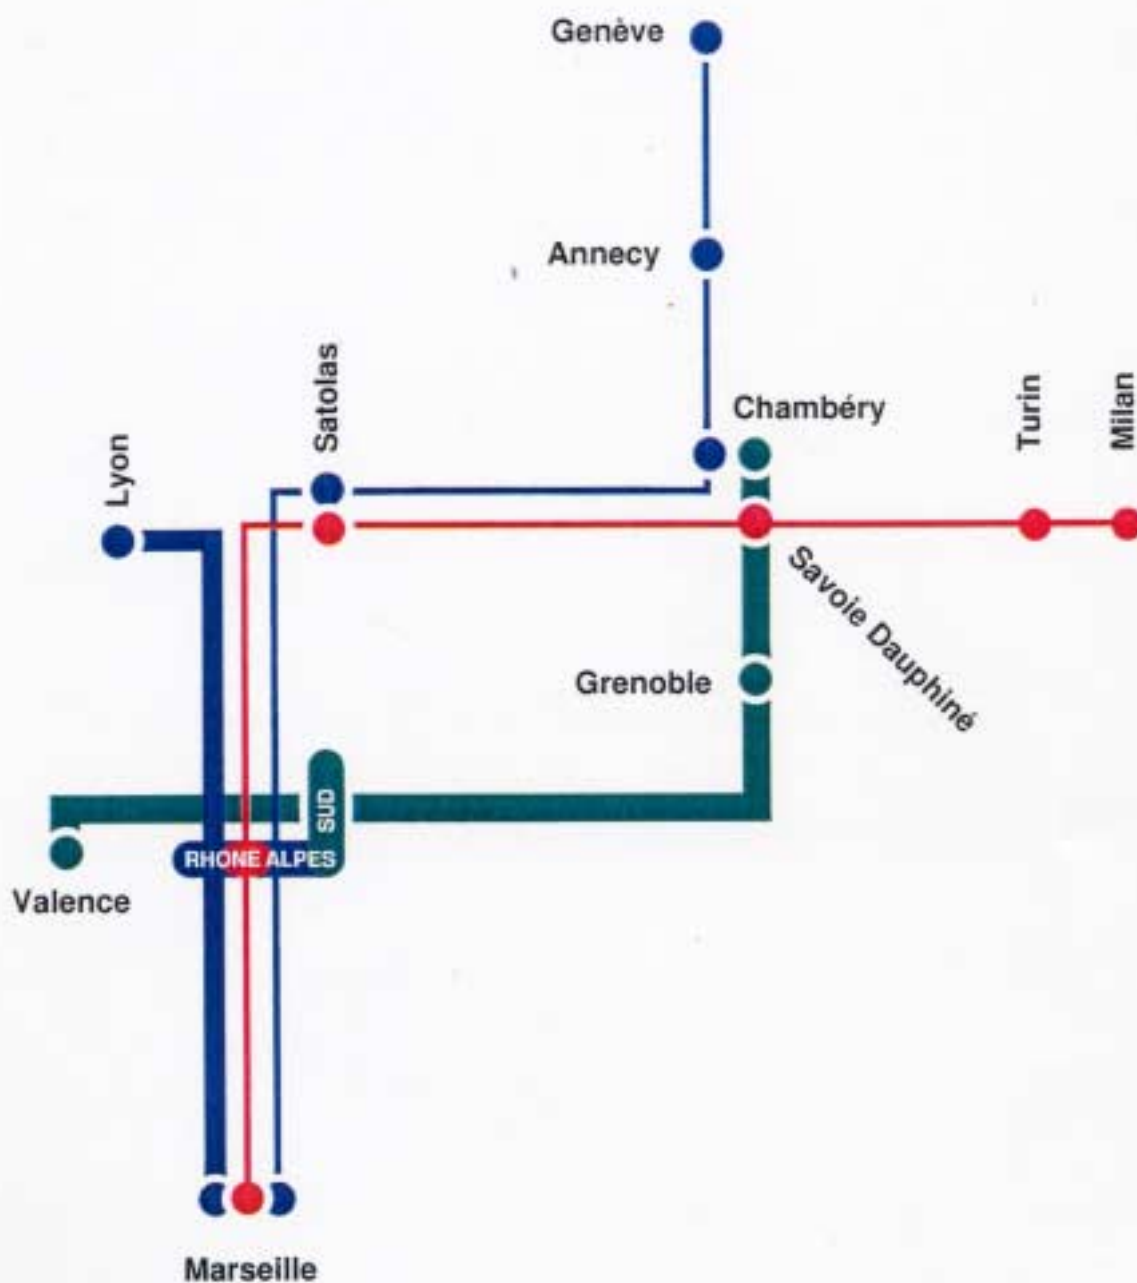 Genève
Annecy
Satolas
Chambéry
Turin
Milan
Lyon
Savoie Dauphiné
Grenoble
SUD
RHONE ALPES
Valence
Marseille